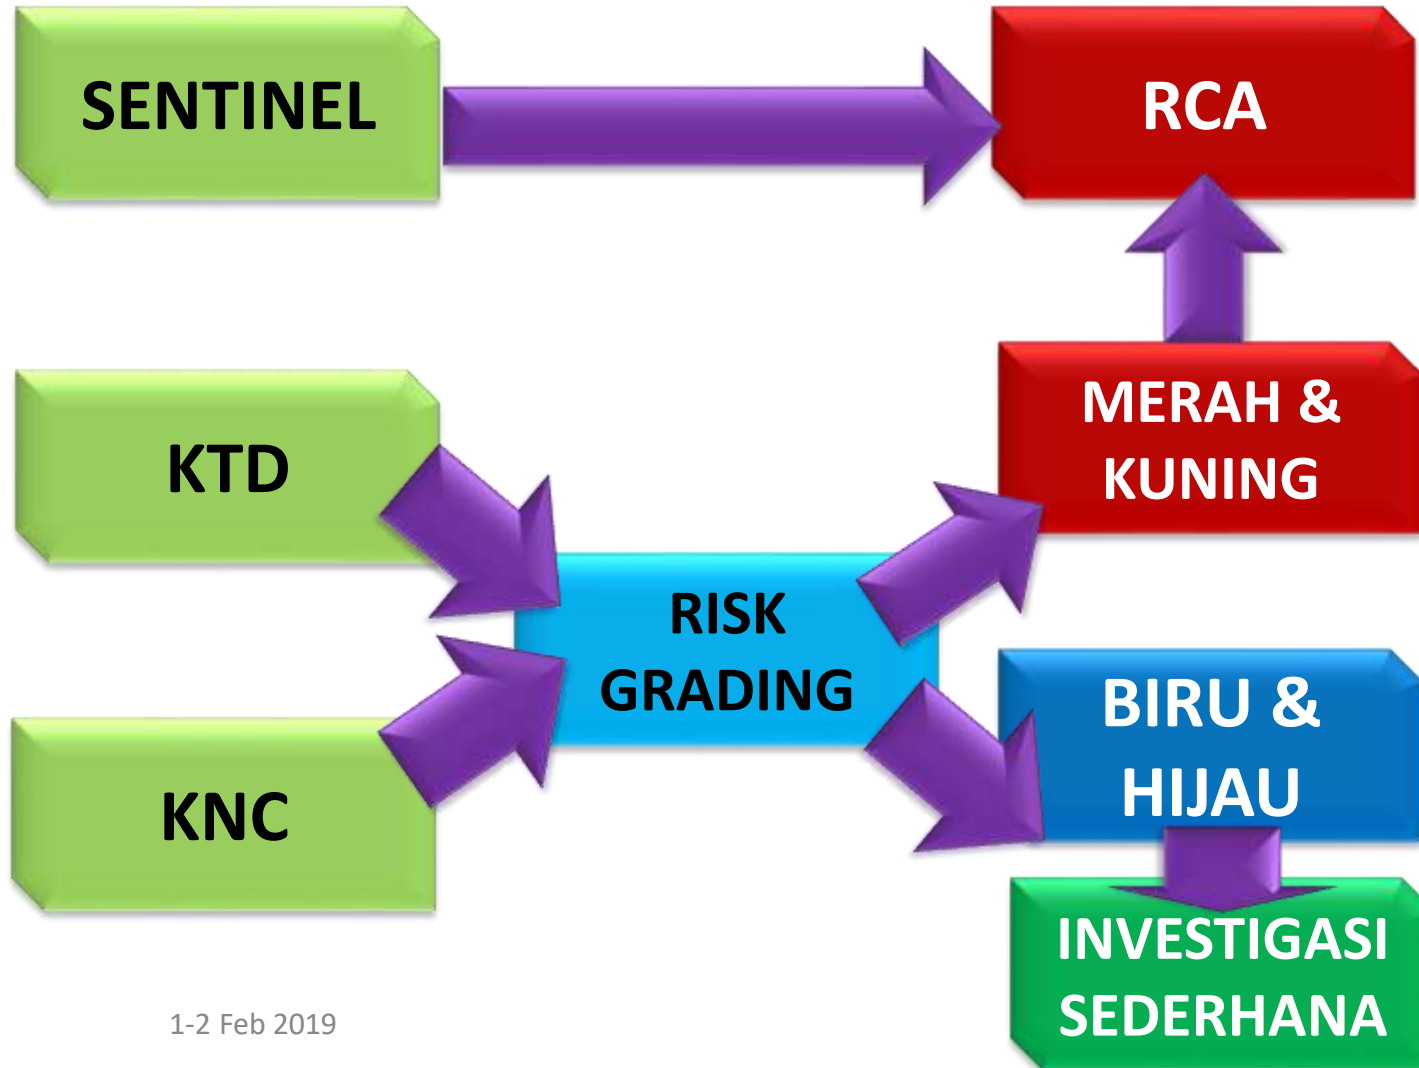 SENTINEL
RCA
KTD
MERAH &
KUNING
RISK
GRADING
KNC
BIRU &
HIJAU
INVESTIGASI
SEDERHANA
1-2 Feb 2019